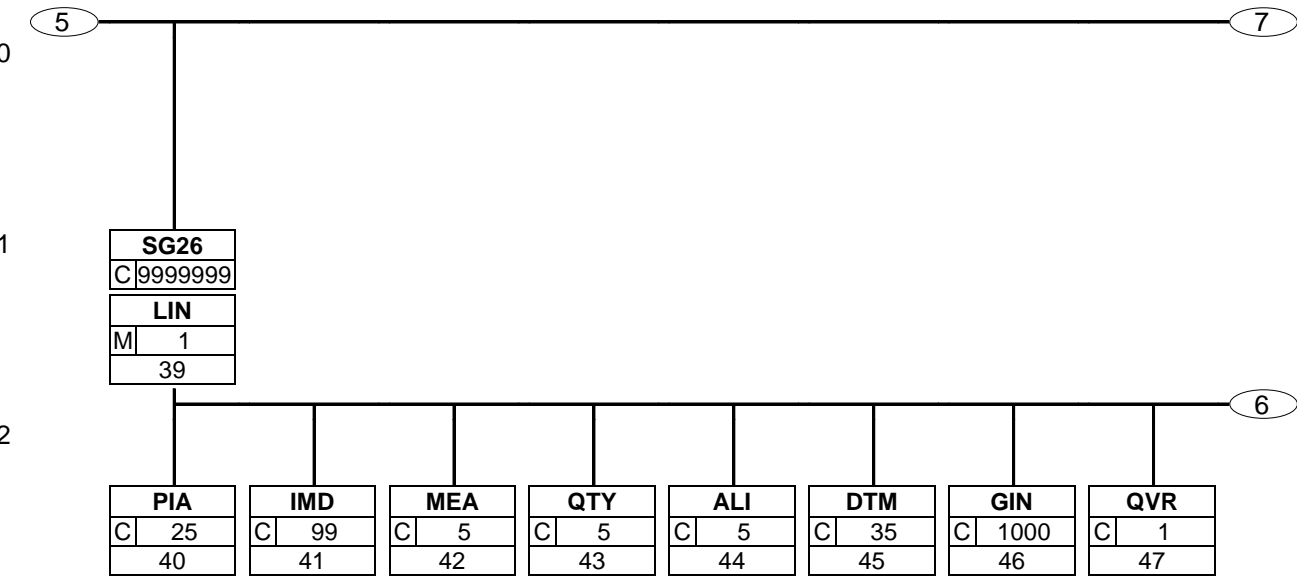 5 7
0
1
SG26
C 9999999
LIN
M 1
39
6
2
PIA IMD MEA QTY ALI DTM GIN QVR
C 25 C 99 C 5 C 5 C 5 C 35 C 1000 C 1
40 41 42 43 44 45 46 47